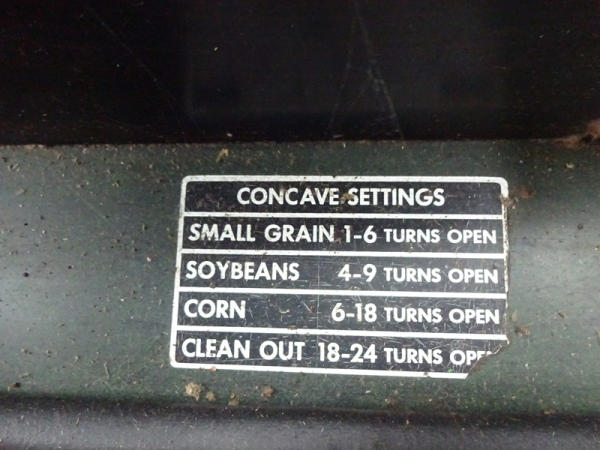 CONCAVE SETTINGS
SMALL GRAIN 1-6 TURNS OPEN
SOYBEANS 4-9 TURNS OPEN
CORN 6-18 TURNS OPEN
CLEAN OUT 18-24 TURNS OPEN